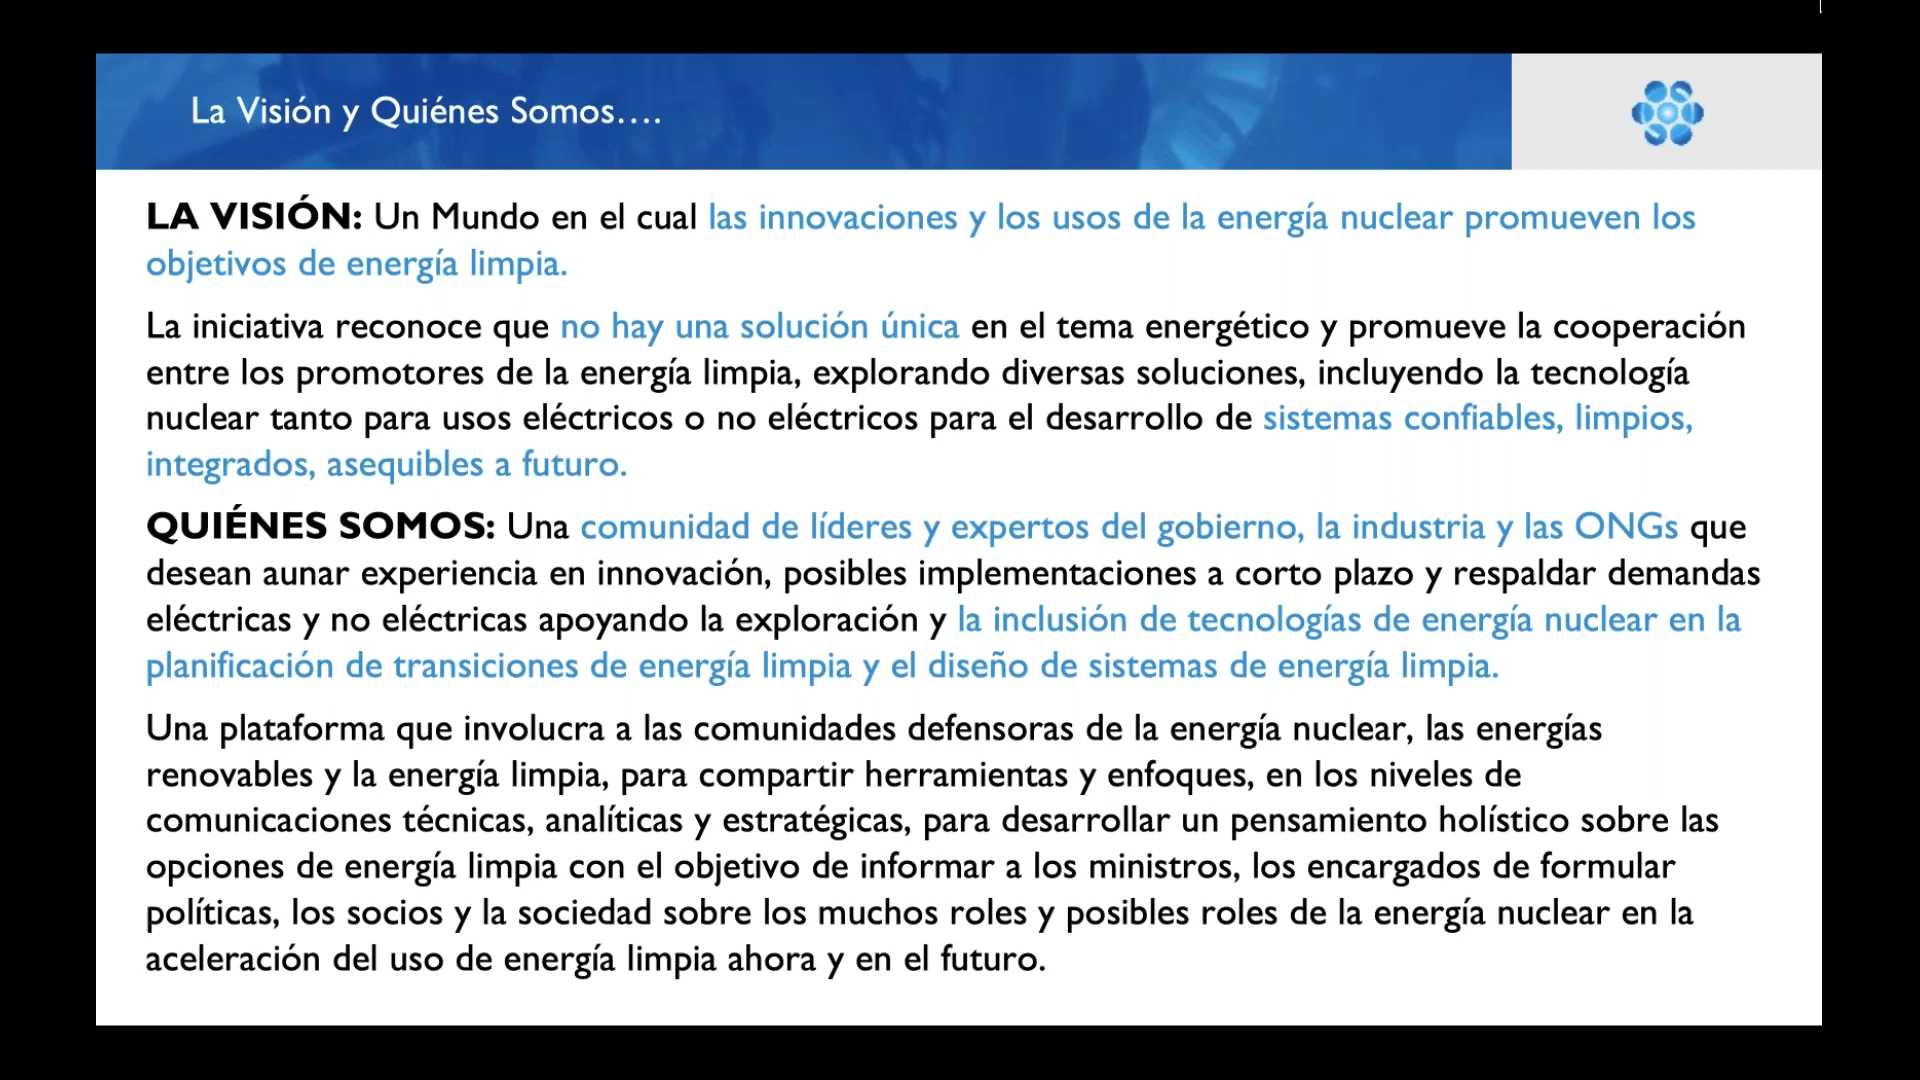 La Visión y Quiénes Somos....
LA VISIÓN: Un Mundo en el cual las innovaciones y los usos de la energía nuclear promueven los
objetivos de energía limpia.
La iniciativa reconoce que no hay una solución única en el tema energético y promueve la cooperación
entre los promotores de la energía limpia, explorando diversas soluciones, incluyendo la tecnología
nuclear tanto para usos eléctricos o no eléctricos para el desarrollo de sistemas confiables, limpios,
integrados, asequibles a futuro.
QUIÉNES SOMOS: Una comunidad de líderes y expertos del gobierno, la industria y las ONGs que
desean aunar experiencia en innovación, posibles implementaciones a corto plazo y respaldar demandas
eléctricas y no eléctricas apoyando la exploración y la inclusión de tecnologías de energía nuclear en la
planificación de transiciones de energía limpia y el diseño de sistemas de energía limpia.
Una plataforma que involucra a las comunidades defensoras de la energía nuclear, las energías
renovables y la energía limpia, para compartir herramientas y enfoques, en los niveles de
comunicaciones técnicas, analíticas y estratégicas, para desarrollar un pensamiento holístico sobre las
opciones de energía limpia con el objetivo de informar a los ministros, los encargados de formular
políticas, los socios y la sociedad sobre los muchos roles y posibles roles de la energía nuclear en la
aceleración del uso de energía limpia ahora y en el futuro.